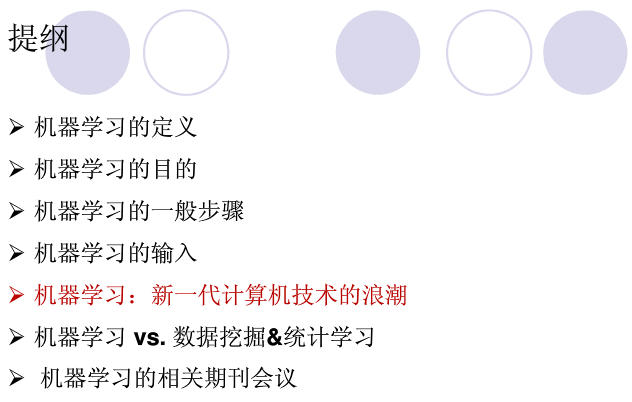 提纲
机器学习的定义
机器学习的目的
机器学习的一般步骤
机器学习的输入
机器学习：新一代计算机技术的浪潮
机器学习 vs. 数据挖掘&统计学习
机器学习的相关期刊会议